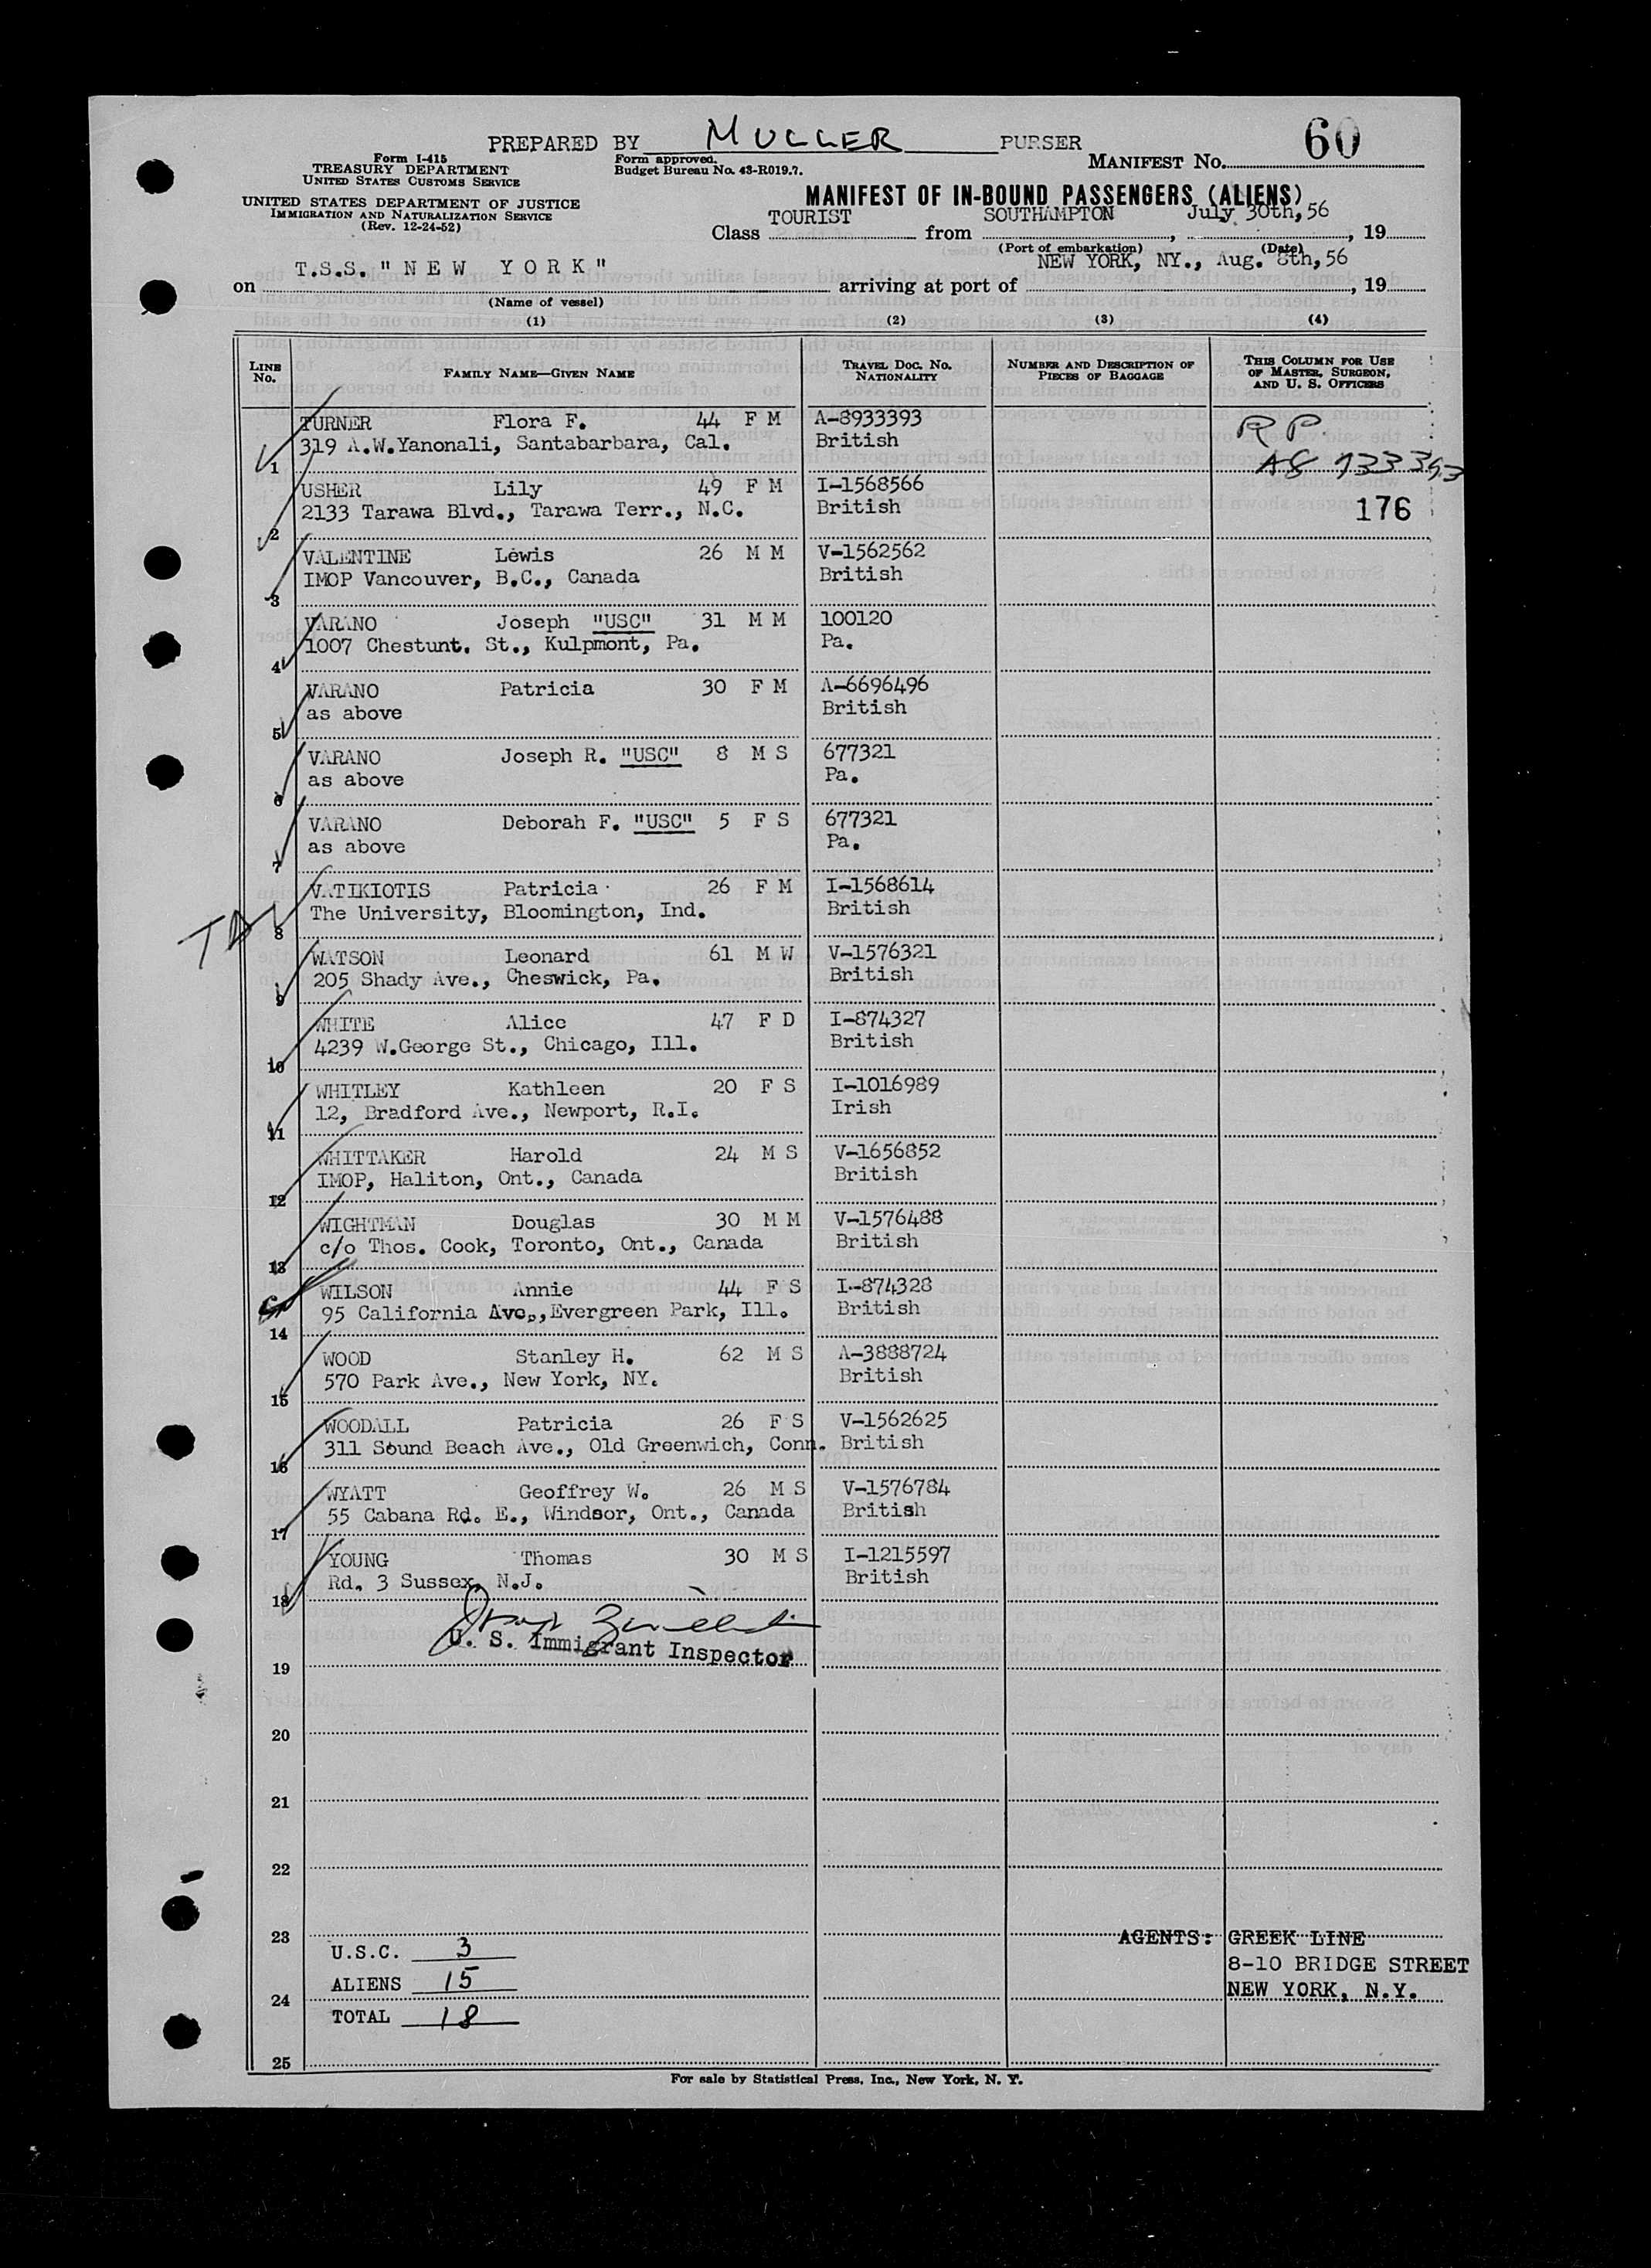 PREPARED BY MULLER PURSER
60
Form I-415
TREASURY DEPARTMENT
UNITED STATES CUSTOMS SERVICE
Form approved.
Budget Bureau No. 43-R019.7.
MANIFEST No.
UNITED STATES DEPARTMENT OF JUSTICE
IMMIGRATION AND NATURALIZATION SERVICE
(Rev. 12-24-52)
MANIFEST OF IN-BOUND PASSENGERS (ALIENS)
Class TOURIST from SOUTHAMPTON, July 30th, 56, 19
(Port of embarkation) (Date)
on T.S.S. "NEW YORK" arriving at port of NEW YORK, NY., Aug. 8th, 56, 19
(Name of vessel)
(1) (2) (3) (4)
LINE No. FAMILY NAME—GIVEN NAME TRAVEL DOC. NO. NATIONALITY NUMBER AND DESCRIPTION OF PIECES OF BAGGAGE THIS COLUMN FOR USE OF MASTER, SURGEON, AND U. S. OFFICERS
TURNER Flora F. 44 F M A-8933393 R P.
1 319 A.W.Yanonali, Santabarbara, Cal. British
USHER Lily 49 F M I-1568566
2 2133 Tarawa Blvd., Tarawa Terr., N.C. British 176
VALENTINE Lewis 26 M M V-1562562
3 IMOP Vancouver, B.C., Canada British
VARANO Joseph "USC" 31 M M 100120
4 1007 Chestunt. St., Kulpmont, Pa. Pa.
VARANO Patricia 30 F M A-6696496
5 as above British
VARANO Joseph R. "USC" 8 M S 677321
6 as above Pa.
VARANO Deborah F. "USC" 5 F S 677321
7 as above Pa.
VATIKIOTIS Patricia 26 F M I-1568614
8 The University, Bloomington, Ind. British
WATSON Leonard 61 M W V-1576321
9 205 Shady Ave., Cheswick, Pa. British
WHITE Alice 47 F D I-874327
10 4239 W.George St., Chicago, Ill. British
WHITLEY Kathleen 20 F S I-1016989
11 12, Bradford Ave., Newport, R.I. Irish
WHITTAKER Harold 24 M S V-1656852
12 IMOP, Haliton, Ont., Canada British
WIGHTMAN Douglas 30 M M V-1576488
13 c/o Thos. Cook, Toronto, Ont., Canada British
WILSON Annie 44 F S I-874328
14 95 California Ave., Evergreen Park, Ill. British
WOOD Stanley H. 62 M S A-3888724
15 570 Park Ave., New York, NY. British
WOODALL Patricia 26 F S V-1562625
16 311 Sound Beach Ave., Old Greenwich, Conn. British
WYATT Geoffrey W. 26 M S V-1576784
17 55 Cabana Rd. E., Windsor, Ont., Canada British
YOUNG Thomas 30 M S I-1215597
18 Rd. 3 Sussex, N.J. British
U. S. Immigrant Inspector
19
20
21
22
23 AGENTS: GREEK LINE
U.S.C. 3 8-10 BRIDGE STREET
ALIENS 15 NEW YORK, N.Y.
24
TOTAL 18
25
For sale by Statistical Press, Inc., New York, N. Y.